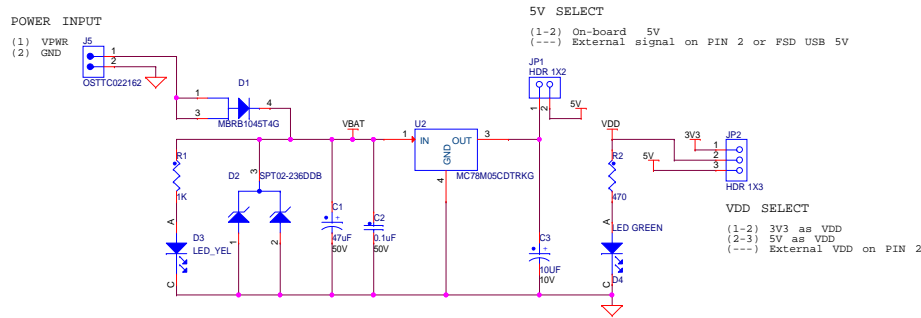 5V SELECT
(1-2) On-board 5V
(---) External signal on PIN 2 or FSD USB 5V
POWER INPUT
(1) VPWR
(2) GND
J5
1
2
OSTTC022162
D1
1
3
4
MBRB1045T4G
JP1
HDR 1X2
1
2
5V
VBAT
U2
1
IN
OUT
3
GND
4
MC78M05CDTRKG
VDD
3V3
5V
JP2
1
2
3
HDR 1X3
R1
1K
D2
SPT02-236DDB
3
1
2
C1
+
47uF
50V
C2
0.1uF
50V
A
D3
LED_YEL
C
C3
+
10UF
10V
R2
470
A
LED GREEN
D4
C
VDD SELECT
(1-2) 3V3 as VDD
(2-3) 5V as VDD
(---) External VDD on PIN 2